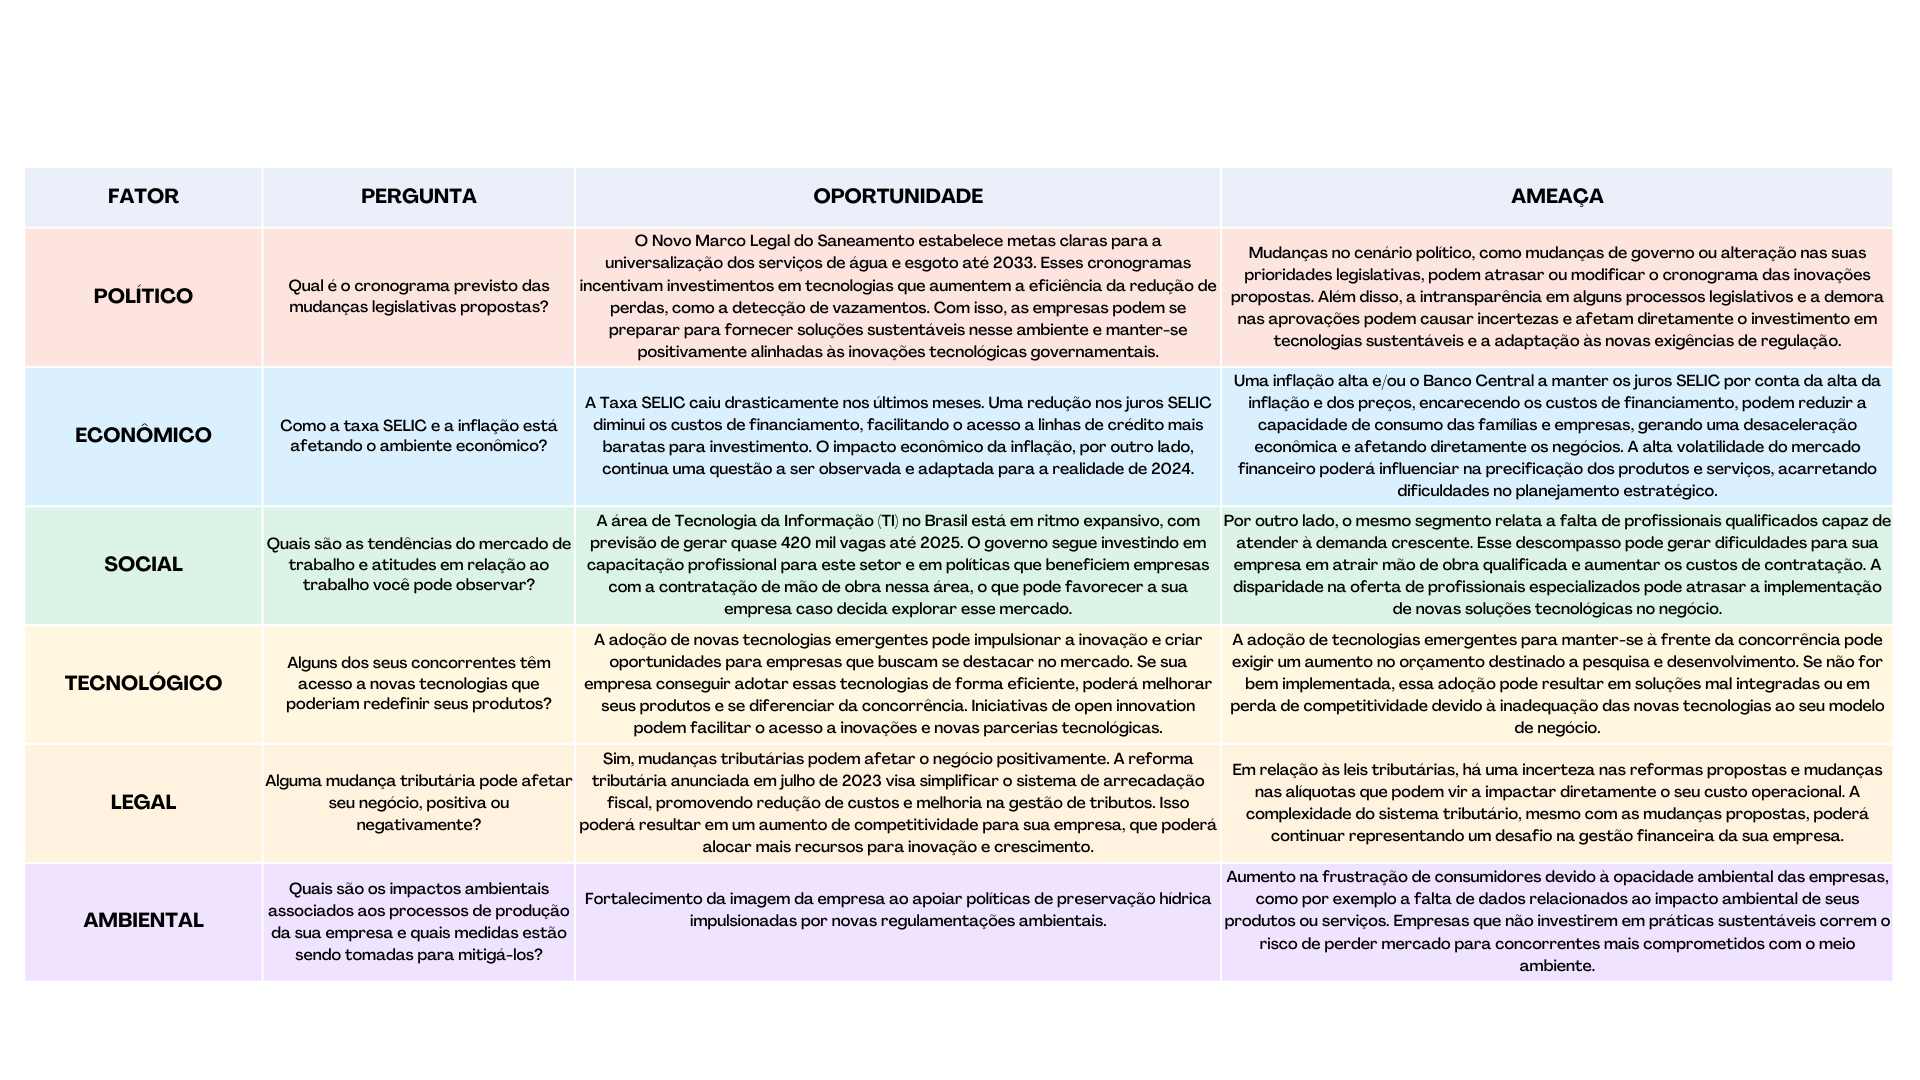 FATOR
PERGUNTA
OPORTUNIDADE
AMEAÇA
POLÍTICO
Qual é o cronograma previsto das
mudanças legislativas propostas?
O Novo Marco Legal do Saneamento estabelece metas claras para a
universalização dos serviços de água e esgoto até 2033. Esses cronogramas
incentivam investimentos em tecnologias que aumentem a eficiência da redução de
perdas, como a detecção de vazamentos. Com isso, as empresas podem se
preparar para fornecer soluções sustentáveis nesse ambiente e manter-se
positivamente alinhadas às inovações tecnológicas governamentais.
Mudanças no cenário político, como mudanças de governo ou alteração nas suas
prioridades legislativas, podem atrasar ou modificar o cronograma das inovações
propostas. Além disso, a intransparência em alguns processos legislativos e a demora
nas aprovações podem causar incertezas e afetam diretamente o investimento em
tecnologias sustentáveis e a adaptação às novas exigências de regulação.
ECONÔMICO
Como a taxa SELIC e a inflação está
afetando o ambiente econômico?
A Taxa SELIC caiu drasticamente nos últimos meses. Uma redução nos juros SELIC
diminui os custos de financiamento, facilitando o acesso a linhas de crédito mais
baratas para investimento. O impacto econômico da inflação, por outro lado,
continua uma questão a ser observada e adaptada para a realidade de 2024.
Uma inflação alta e/ou o Banco Central a manter os juros SELIC por conta da alta da
inflação e dos preços, encarecendo os custos de financiamento, podem reduzir a
capacidade de consumo das famílias e empresas, gerando uma desaceleração
econômica e afetando diretamente os negócios. A alta volatilidade do mercado
financeiro poderá influenciar na precificação dos produtos e serviços, acarretando
dificuldades no planejamento estratégico.
SOCIAL
Quais são as tendências do mercado de
trabalho e atitudes em relação ao
trabalho você pode observar?
A área de Tecnologia da Informação (TI) no Brasil está em ritmo expansivo, com
previsão de gerar quase 420 mil vagas até 2025. O governo segue investindo em
capacitação profissional para este setor e em políticas que beneficiem empresas
com a contratação de mão de obra nessa área, o que pode favorecer a sua
empresa caso decida explorar esse mercado.
Por outro lado, o mesmo segmento relata a falta de profissionais qualificados capaz de
atender à demanda crescente. Esse descompasso pode gerar dificuldades para sua
empresa em atrair mão de obra qualificada e aumentar os custos de contratação. A
disparidade na oferta de profissionais especializados pode atrasar a implementação
de novas soluções tecnológicas no negócio.
TECNOLÓGICO
Alguns dos seus concorrentes têm
acesso a novas tecnologias que
poderiam redefinir seus produtos?
A adoção de novas tecnologias emergentes pode impulsionar a inovação e criar
oportunidades para empresas que buscam se destacar no mercado. Se sua
empresa conseguir adotar essas tecnologias de forma eficiente, poderá melhorar
seus produtos e se diferenciar da concorrência. Iniciativas de open innovation
podem facilitar o acesso a inovações e novas parcerias tecnológicas.
A adoção de tecnologias emergentes para manter-se à frente da concorrência pode
exigir um aumento no orçamento destinado a pesquisa e desenvolvimento. Se não for
bem implementada, essa adoção pode resultar em soluções mal integradas ou em
perda de competitividade devido à inadequação das novas tecnologias ao seu modelo
de negócio.
LEGAL
Alguma mudança tributária pode afetar
seu negócio, positiva ou
negativamente?
Sim, mudanças tributárias podem afetar o negócio positivamente. A reforma
tributária anunciada em julho de 2023 visa simplificar o sistema de arrecadação
fiscal, promovendo redução de custos e melhoria na gestão de tributos. Isso
poderá resultar em um aumento de competitividade para sua empresa, que poderá
alocar mais recursos para inovação e crescimento.
Em relação às leis tributárias, há uma incerteza nas reformas propostas e mudanças
nas alíquotas que podem vir a impactar diretamente o seu custo operacional. A
complexidade do sistema tributário, mesmo com as mudanças propostas, poderá
continuar representando um desafio na gestão financeira da sua empresa.
AMBIENTAL
Quais são os impactos ambientais
associados aos processos de produção
da sua empresa e quais medidas estão
sendo tomadas para mitigá-los?
Fortalecimento da imagem da empresa ao apoiar políticas de preservação hídrica
impulsionadas por novas regulamentações ambientais.
Aumento na frustração de consumidores devido à opacidade ambiental das empresas,
como por exemplo a falta de dados relacionados ao impacto ambiental de seus
produtos ou serviços. Empresas que não investirem em práticas sustentáveis correm o
risco de perder mercado para concorrentes mais comprometidos com o meio
ambiente.